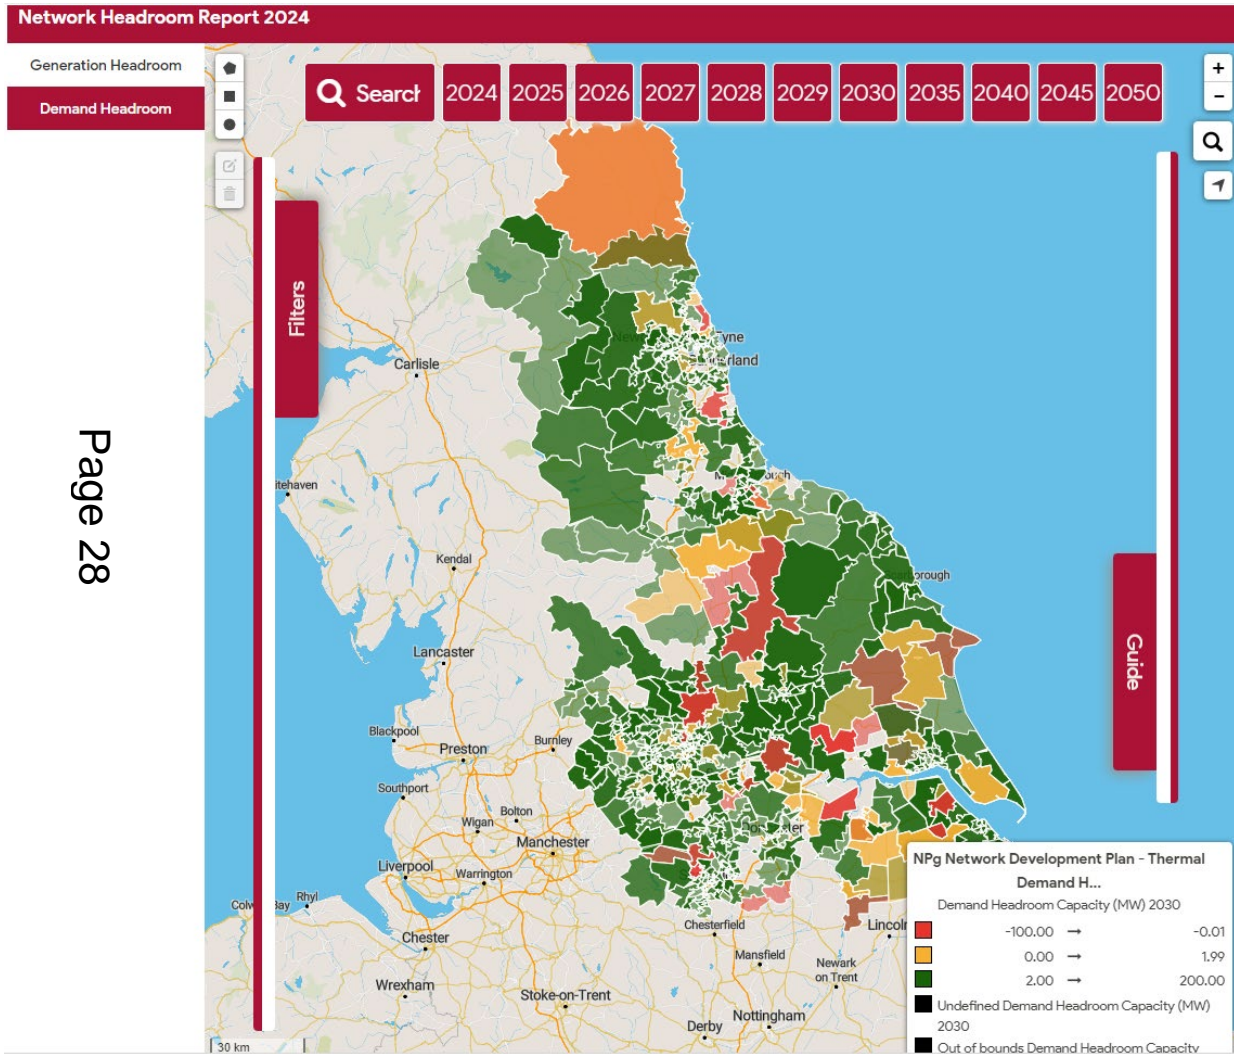 Network Headroom Report 2024
Generation Headroom
Demand Headroom
Search
2024
2025
2026
2027
2028
2029
2030
2035
2040
2045
2050
+
-
Filters
Guide
Page 28
Carlisle
itehaven
Kendal
Lancaster
Blackpool
Preston
Burnley
Southport
Bolton
Wigan
Manchester
Liverpool
Warrington
Rhyl
Bay
Chester
Wrexham
Stoke-on-Trent
Chesterfield
Mansfield
Newark
on Trent
Nottingham
Derby
Lincoln
30 km
NPg Network Development Plan - Thermal
Demand H...
Demand Headroom Capacity (MW) 2030
-100.00 → -0.01
0.00 → 1.99
2.00 → 200.00
Undefined Demand Headroom Capacity (MW)
2030
Out of bounds Demand Headroom Capacity